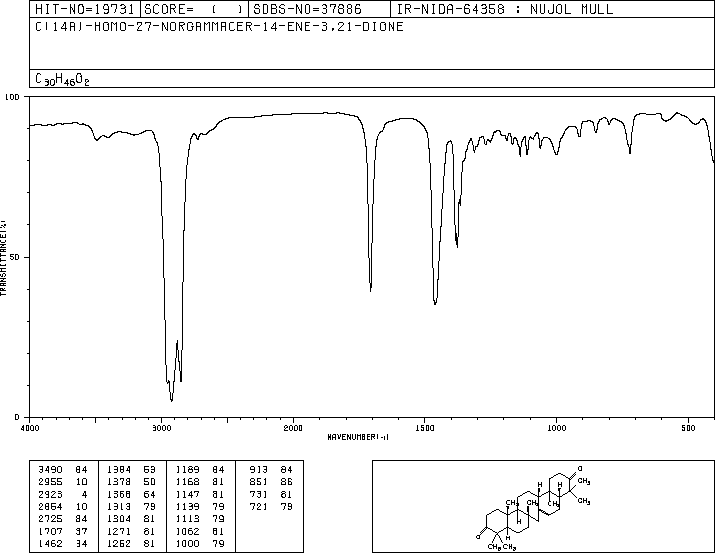 HIT-NO=19731 SCORE= ( ) SDBS-NO=37886 IR-NIDA-64358 : NUJOL MULL
C(14A)-HOMO-27-NORGAMMACER-14-ENE-3,21-DIONE
C30H46O2
100
50
0
TRANSMITTANCE(%)
4000 3000 2000 1500 1000 500
WAVENUMBER(-1)
3490 84 1384 59 1189 84 913 84
2955 10 1378 50 1168 81 851 86
2923 4 1368 64 1147 81 731 81
2854 10 1313 79 1139 79 721 79
2725 84 1304 81 1113 79
1707 37 1271 81 1062 81
1462 34 1262 81 1000 79
O
H H CH3
CH3 CH3 CH3 H CH3
H CH3
O
CH3 CH3